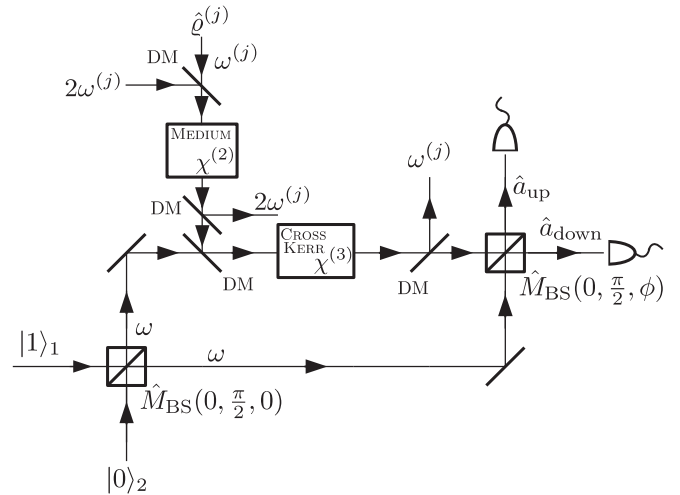 ϱ̂^(j)
DM
ω^(j)
2ω^(j)
MEDIUM
χ^(2)
DM
2ω^(j)
ω^(j)
â_up
CROSS
KERR
χ^(3)
â_down
DM
DM
M̂_BS(0, π/2, φ)
|1⟩_1
ω
ω
M̂_BS(0, π/2, 0)
|0⟩_2